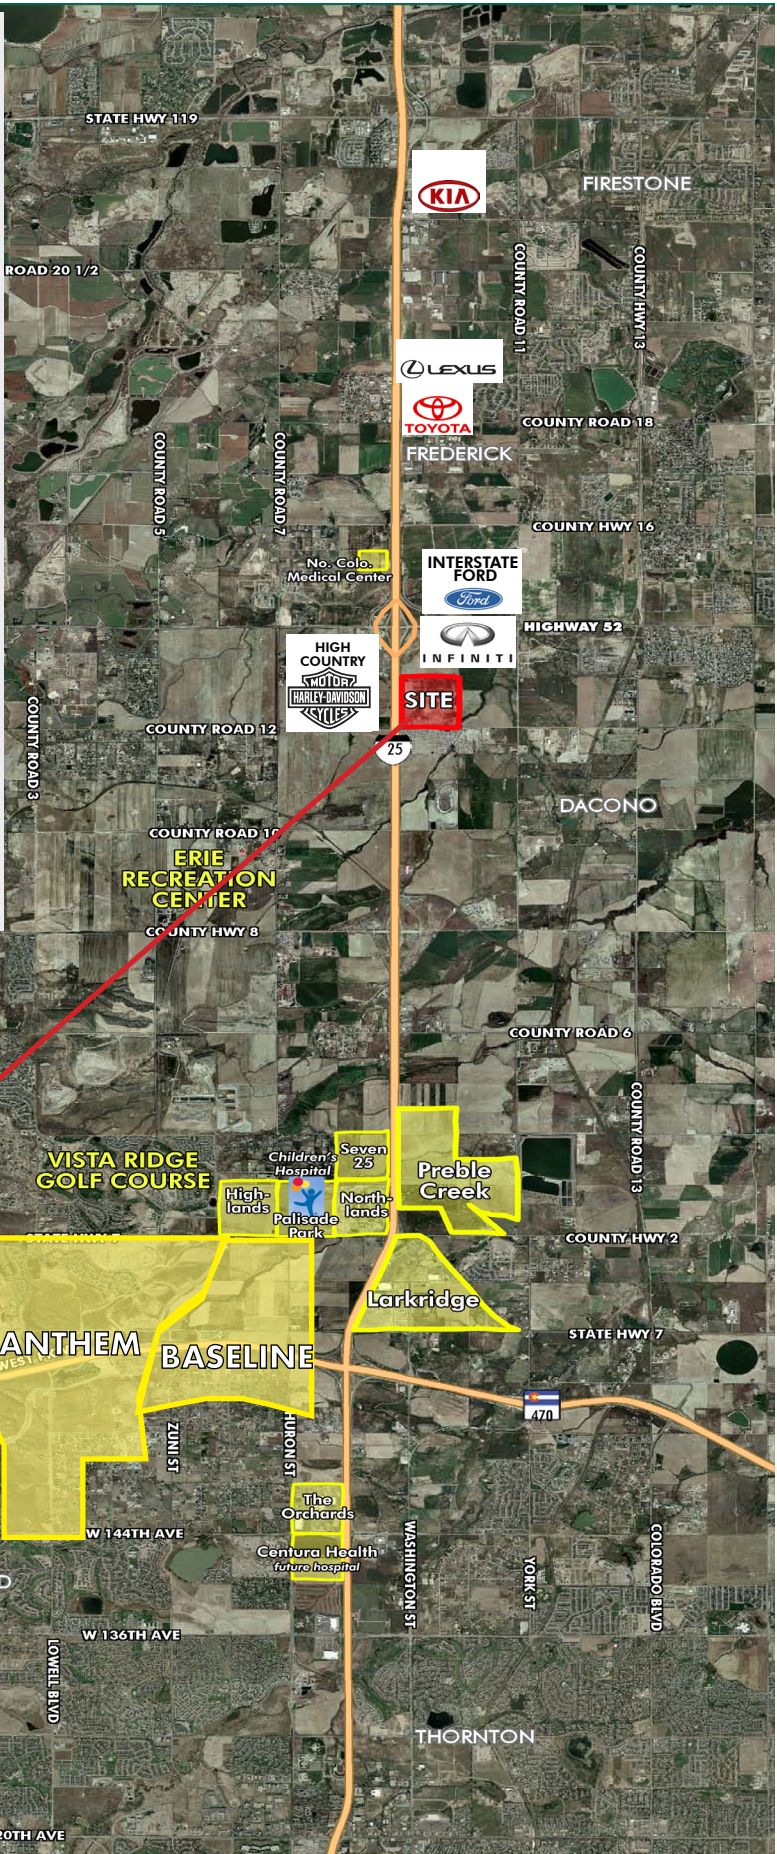 STATE HWY 119
KIA
FIRESTONE
ROAD 20 1/2
COUNTY ROAD 11
COUNTY HWY 13
LEXUS
TOYOTA
COUNTY ROAD 18
FREDERICK
COUNTY ROAD 5
COUNTY ROAD 7
COUNTY HWY 16
No. Colo.
Medical Center
INTERSTATE
FORD
Ford
HIGHWAY 52
INFINITI
HIGH
COUNTRY
MOTOR
HARLEY-DAVIDSON
CYCLES
SITE
COUNTY ROAD 3
COUNTY ROAD 12
25
DACONO
COUNTY ROAD 10
ERIE
RECREATION
CENTER
COUNTY HWY 8
COUNTY ROAD 6
COUNTY ROAD 13
VISTA RIDGE
GOLF COURSE
Children's
Hospital
Seven
25
Preble
Creek
High-
lands
Palisade
Park
North-
lands
STATE HWY 7
COUNTY HWY 2
Larkridge
ANTHEM
BASELINE
STATE HWY 7
470
ZUNI ST
HURON ST
The
Orchards
W 144TH AVE
Centura Health
future hospital
WASHINGTON ST
YORK ST
COLORADO BLVD
D
W 136TH AVE
LOWELL BLVD
THORNTON
20TH AVE